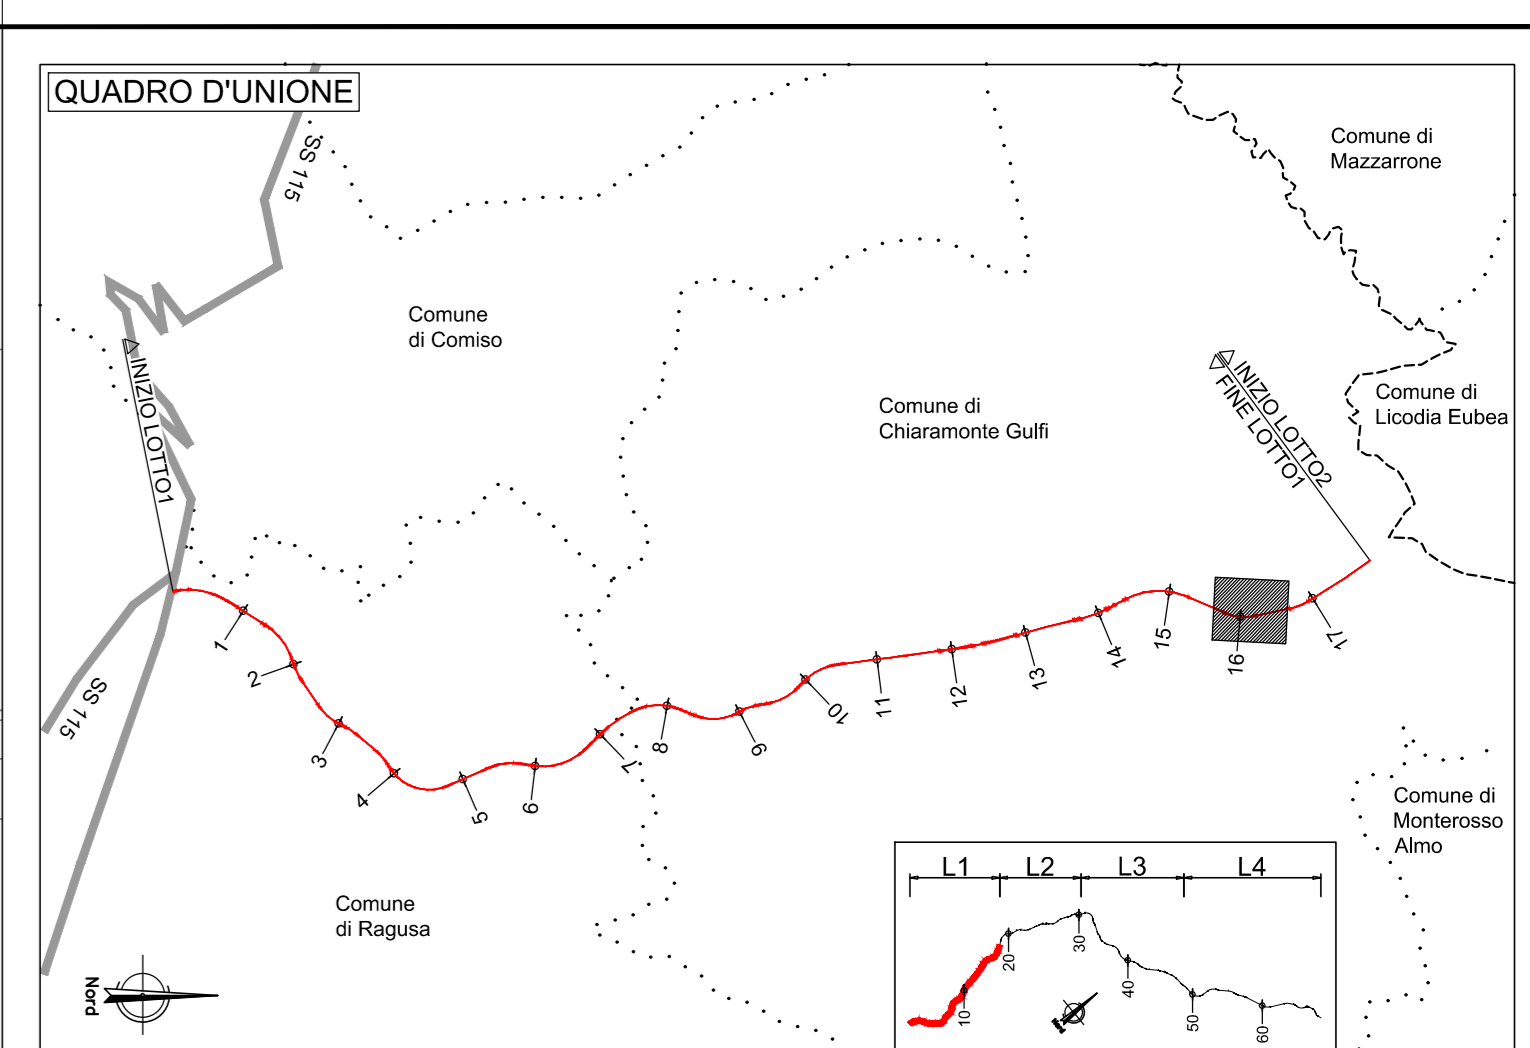 QUADRO D'UNIONE
SS 115
Comune di
Mazzarrone
Comune
di Comiso
INIZIO LOTTO1
Comune di
Chiaramonte Gulfi
INIZIO LOTTO2
FINE LOTTO1
Comune di
Licodia Eubea
1
2
3
4
5
6
7
8
9
10
11
12
13
14
15
16
17
SS 115
Comune di
Monterosso
Almo
Comune
di Ragusa
Nord
L1 L2 L3 L4
10
20
30
40
50
60